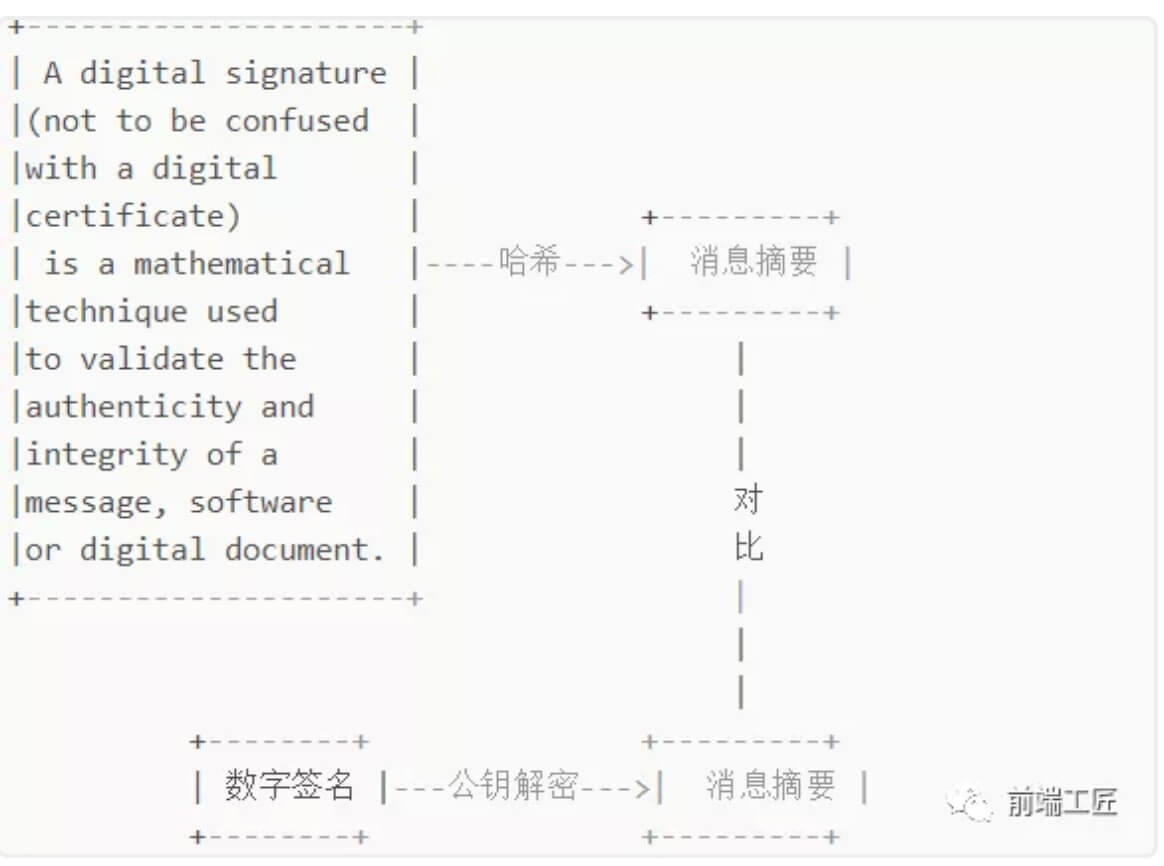 +---------------------+
| A digital signature |
|(not to be confused |
|with a digital |
|certificate) | +---------+
| is a mathematical |----哈希--->| 消息摘要 |
|technique used | +---------+
|to validate the | |
|authenticity and | |
|integrity of a | |
|message, software | 对
|or digital document. | 比
+---------------------+ |
|
|
+--------+ +---------+
| 数字签名 |---公钥解密--->| 消息摘要 |
+--------+ +---------+
前端工匠